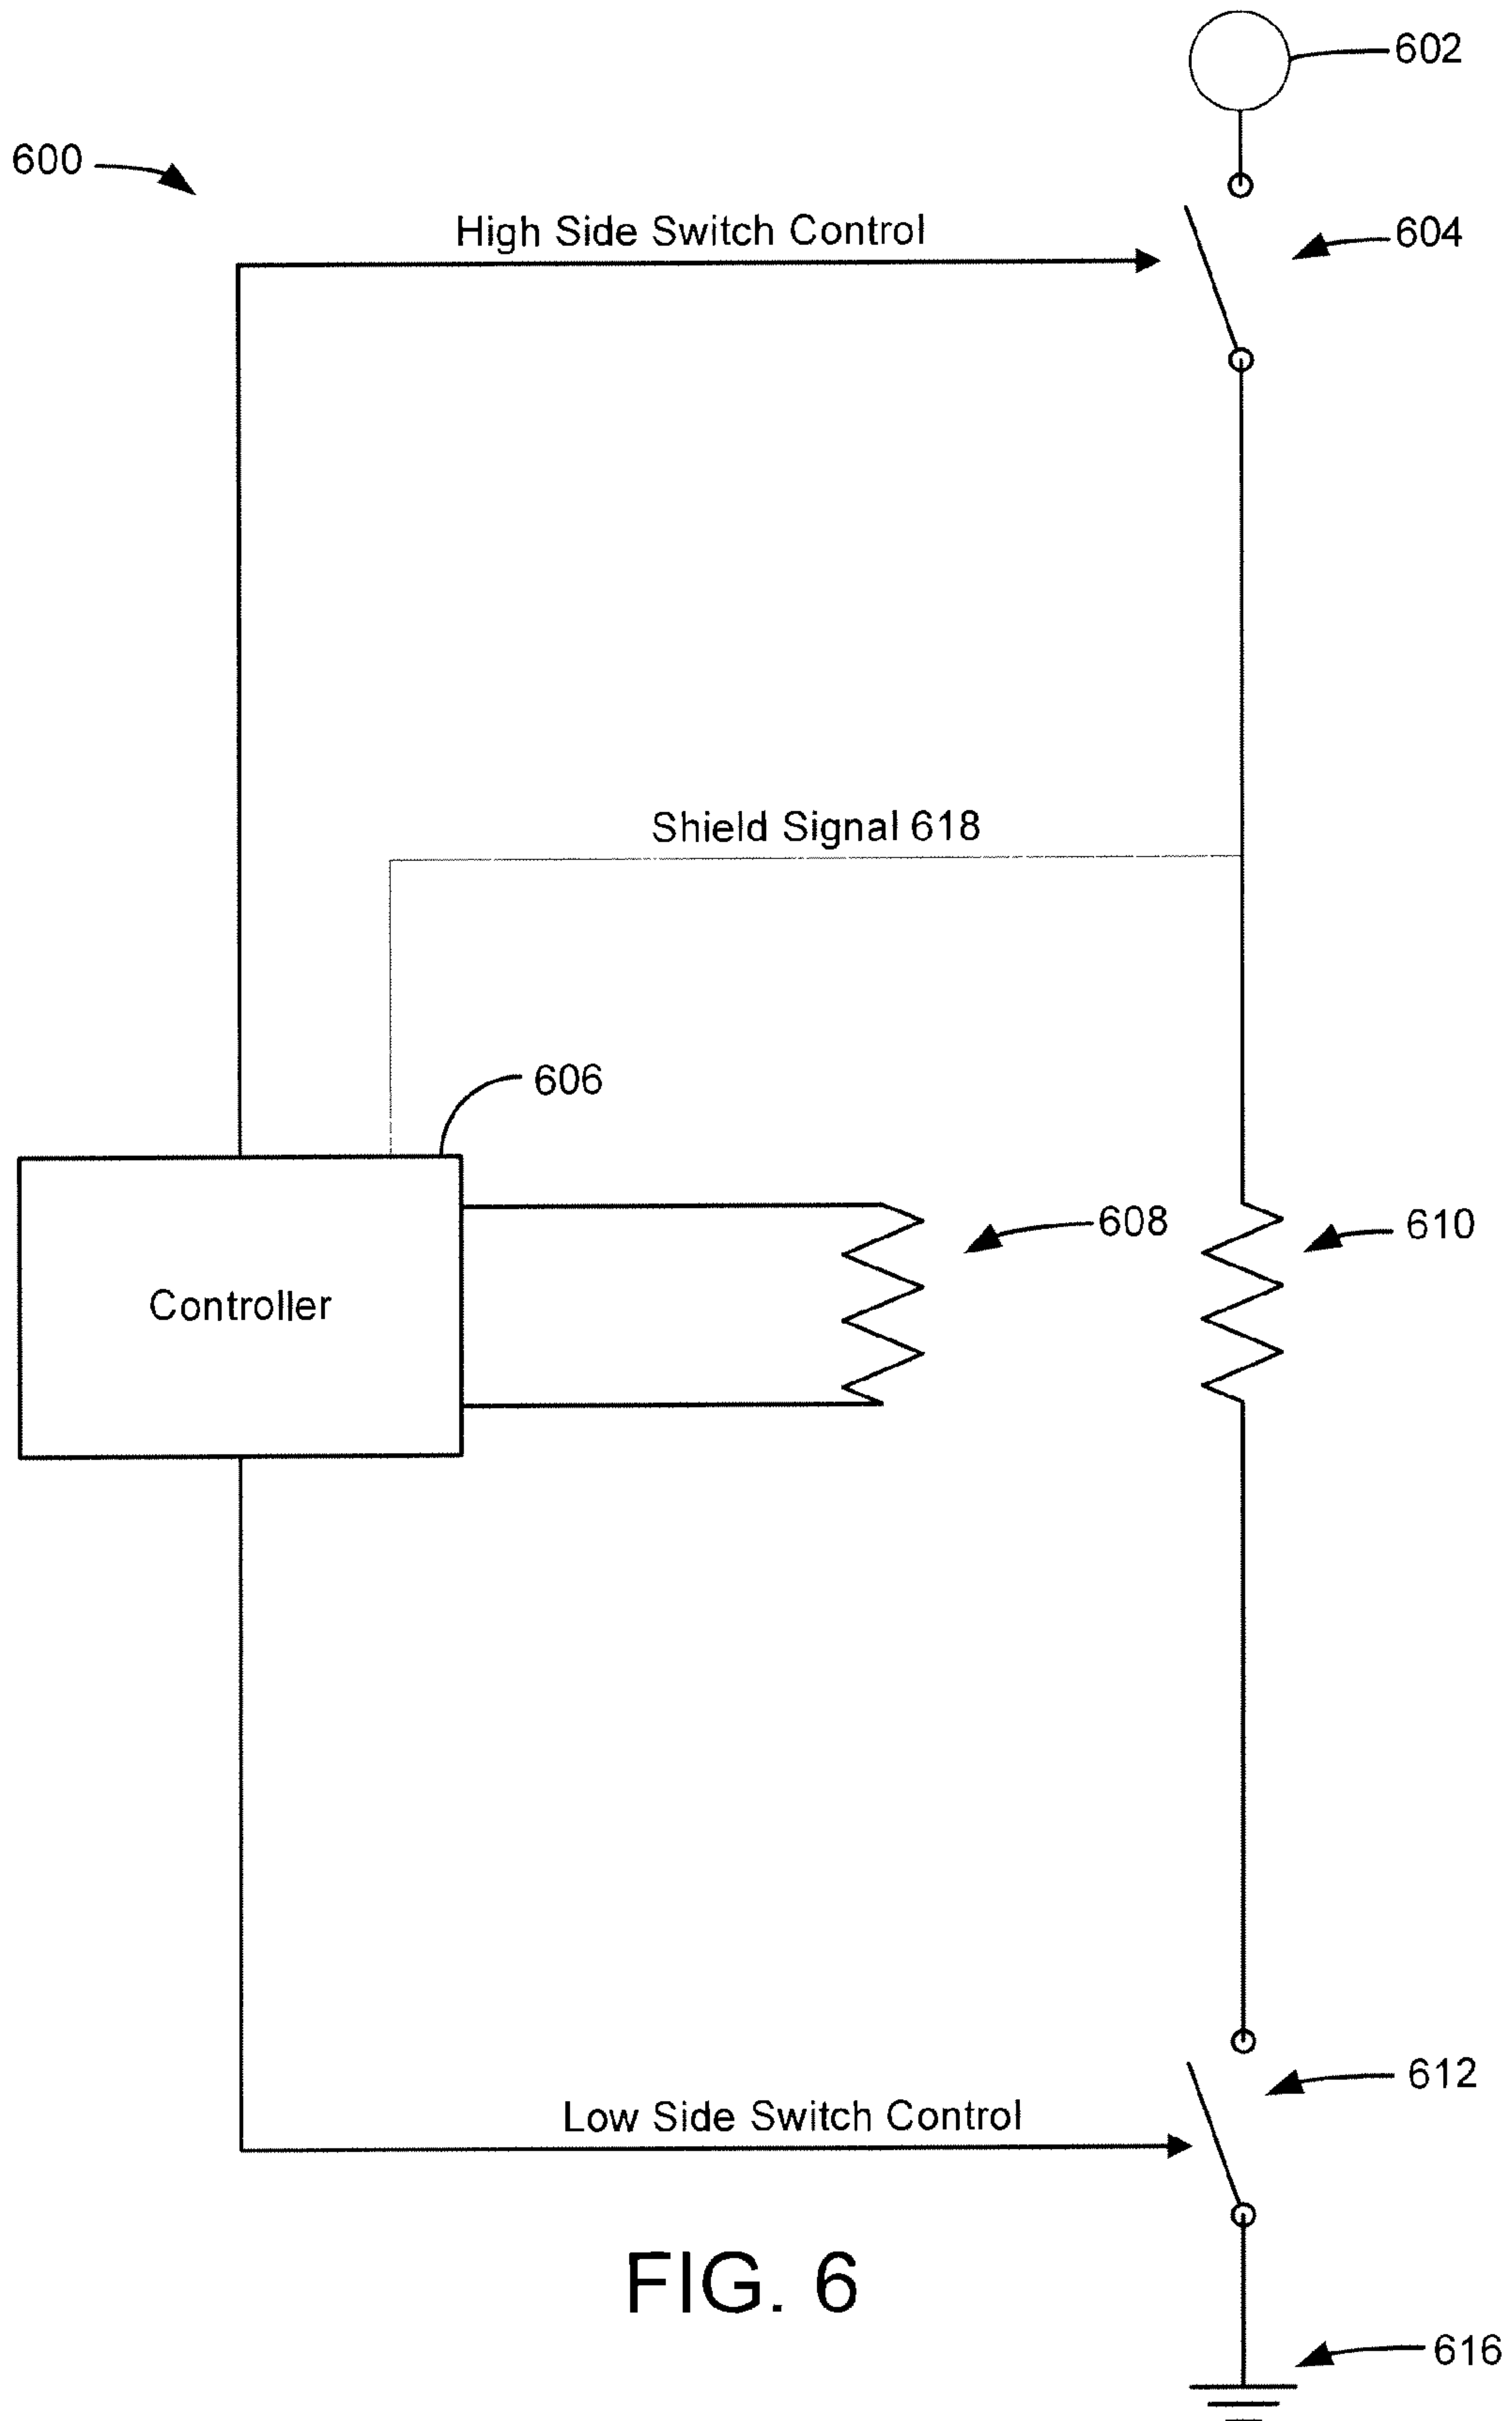 602
600
High Side Switch Control
604
Shield Signal 618
606
608
610
Controller
612
Low Side Switch Control
FIG. 6
616